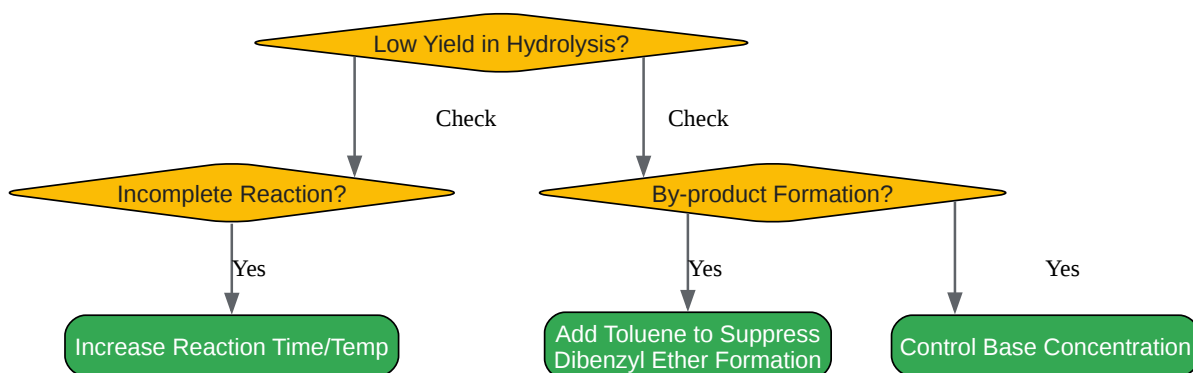 Low Yield in Hydrolysis?
Check
Check
Incomplete Reaction?
By-product Formation?
Yes
Yes
Yes
Increase Reaction Time/Temp
Add Toluene to Suppress
Dibenzyl Ether Formation
Control Base Concentration